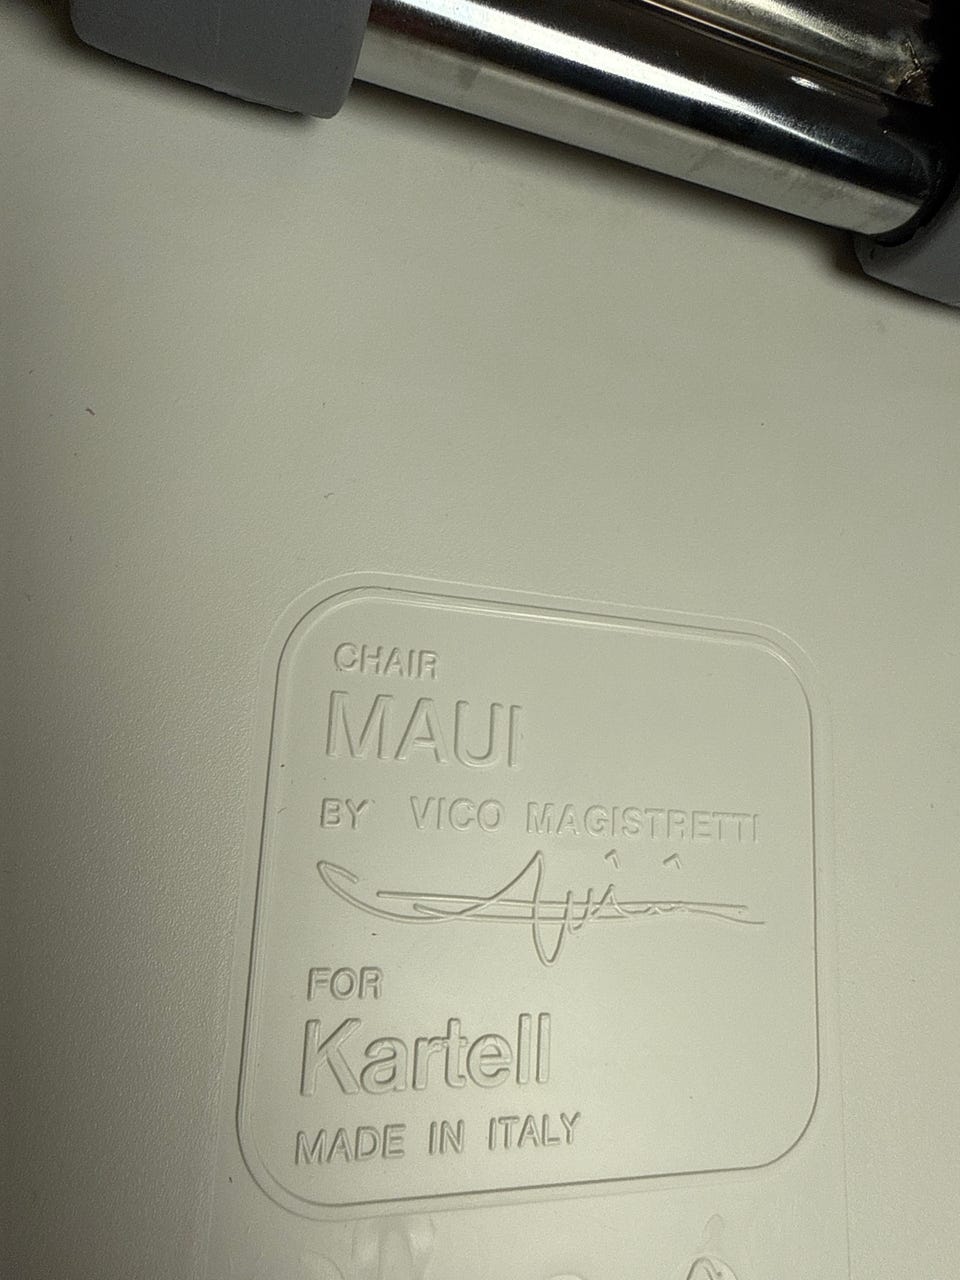 CHAIR
MAUI
BY VICO MAGISTRETTI
FOR
Kartell
MADE IN ITALY